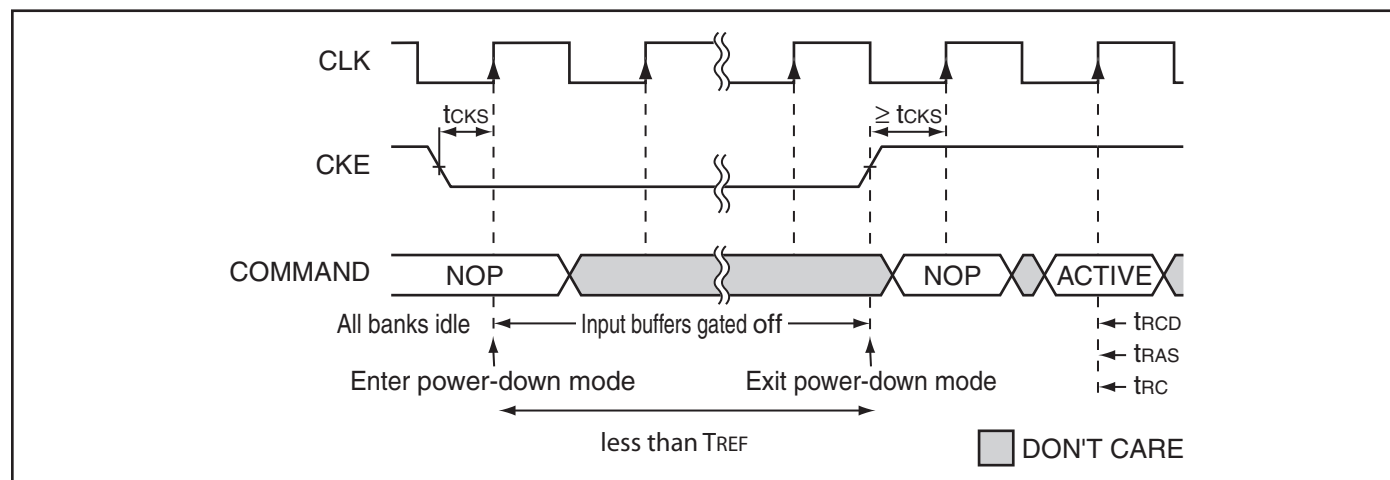 CLK
tCKS
≥ tCKS
CKE
COMMAND
NOP
NOP
ACTIVE
All banks idle
Input buffers gated off
tRCD
tRAS
tRC
Enter power-down mode
Exit power-down mode
less than TREF
DON'T CARE